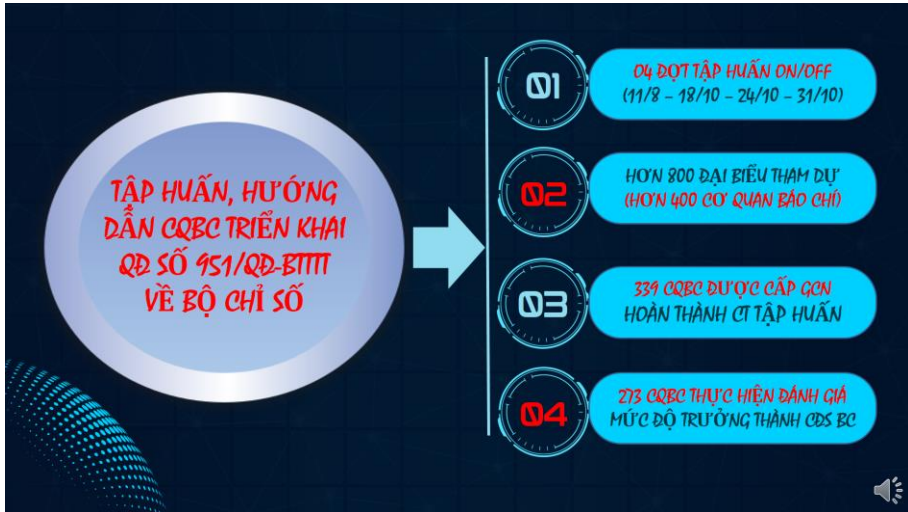 TẬP HUẤN, HƯỚNG
DẪN CQBC TRIỂN KHAI
QĐ SỐ 951/QĐ-BTTTT
VỀ BỘ CHỈ SỐ
01
04 ĐỢT TẬP HUẤN ON/OFF
(11/8 – 18/10 – 24/10 – 31/10)
02
HƠN 800 ĐẠI BIỂU THAM DỰ
(HƠN 400 CƠ QUAN BÁO CHÍ)
03
339 CQBC ĐƯỢC CẤP GCN
HOÀN THÀNH CT TẬP HUẤN
04
273 CQBC THỰC HIỆN ĐÁNH GIÁ
MỨC ĐỘ TRƯỞNG THÀNH CĐS BC